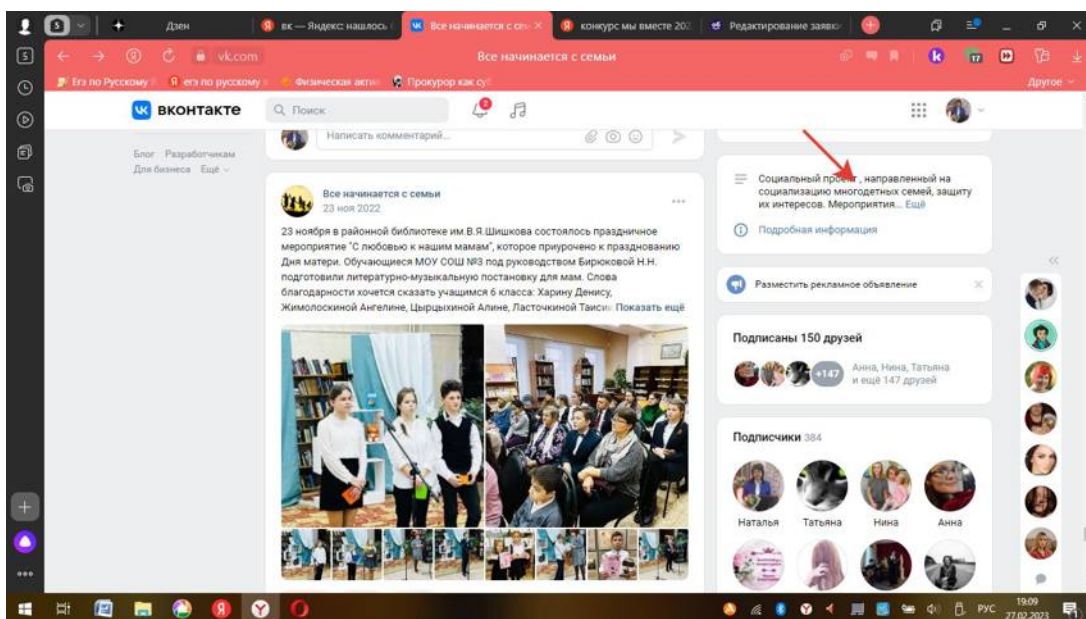 5
Дзен
вк — Яндекс: нашлось
Все начинается с сем
конкурс мы вместе 202
Редактирование заявко
5
vk.com
Все начинается с семьи
17
Егэ по Русскому
егэ по русскому
Физическая акти
Прокурор как су
Другое
вконтакте
Поиск
2
Написать комментарий...
Блог Разработчикам
Для бизнеса Ещё
Все начинается с семьи
23 ноя 2022
23 ноября в районной библиотеке им.В.Я.Шишкова состоялось праздничное
мероприятие "С любовью к нашим мамам", которое приурочено к празднованию
Дня матери. Обучающиеся МОУ СОШ №3 под руководством Бирюковой Н.Н.
подготовили литературно-музыкальную постановку для мам. Слова
благодарности хочется сказать учащимся 6 класса: Харину Денису,
Жимолоскиной Ангелине, Цырцыхиной Алине, Ласточкиной Таисии Показать ещё
Социальный проект , направленный на
социализацию многодетных семей, защиту
их интересов. Мероприятия... Ещё
Подробная информация
Разместить рекламное объявление
Подписаны 150 друзей
+147
Анна, Нина, Татьяна
и ещё 147 друзей
Подписчики 384
Наталья Татьяна Нина Анна
РУС
19:09
27.02.2023